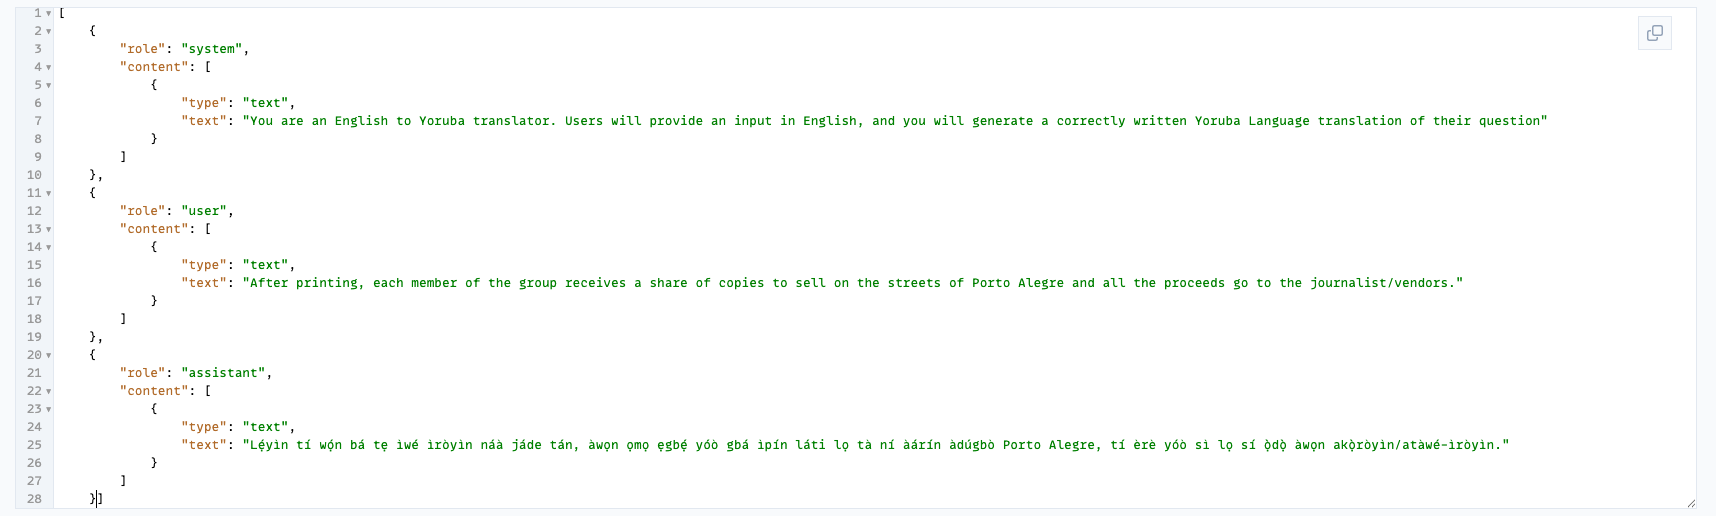 1 [
2 {
3 "role": "system",
4 "content": [
5 {
6 "type": "text",
7 "text": "You are an English to Yoruba translator. Users will provide an input in English, and you will generate a correctly written Yoruba Language translation of their question"
8 }
9 ]
10 },
11 {
12 "role": "user",
13 "content": [
14 {
15 "type": "text",
16 "text": "After printing, each member of the group receives a share of copies to sell on the streets of Porto Alegre and all the proceeds go to the journalist/vendors."
17 }
18 ]
19 },
20 {
21 "role": "assistant",
22 "content": [
23 {
24 "type": "text",
25 "text": "Lẹ́yìn tí wọ́n bá tẹ ìwé ìròyìn náà jáde tán, àwọn ọmọ ẹgbẹ́ yóò gbá ìpín láti lọ tà ní àárín àdúgbò Porto Alegre, tí èrè yóò sì lọ sí ọ̀dọ̀ àwọn akọ̀ròyìn/atàwé-ìròyìn."
26 }
27 ]
28 }]